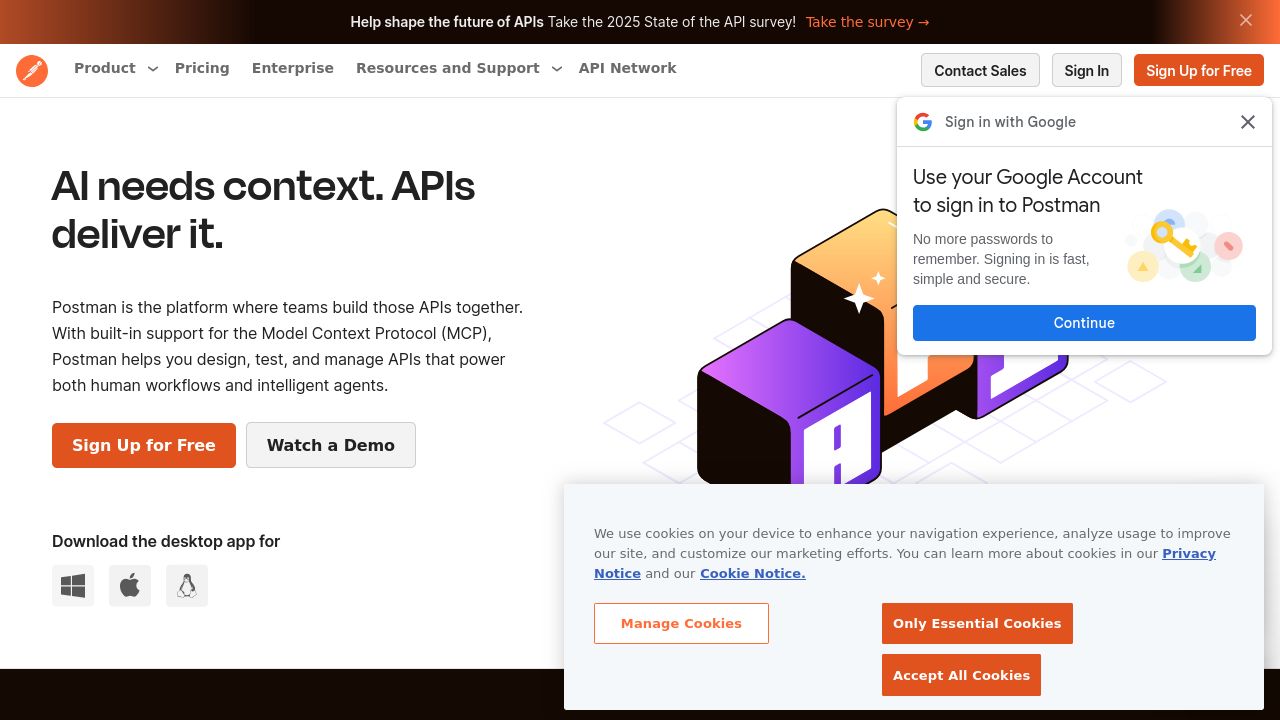 Help shape the future of APIs Take the 2025 State of the API survey! Take the survey →
Product Pricing Enterprise Resources and Support API Network Contact Sales Sign In Sign Up for Free
Sign in with Google
Use your Google Account
to sign in to Postman
No more passwords to
remember. Signing in is fast,
simple and secure.
Continue
AI needs context. APIs
deliver it.
Postman is the platform where teams build those APIs together.
With built-in support for the Model Context Protocol (MCP),
Postman helps you design, test, and manage APIs that power
both human workflows and intelligent agents.
Sign Up for Free Watch a Demo
Download the desktop app for
We use cookies on your device to enhance your navigation experience, analyze usage to improve
our site, and customize our marketing efforts. You can learn more about cookies in our Privacy
Notice and our Cookie Notice.
Manage Cookies Only Essential Cookies
Accept All Cookies